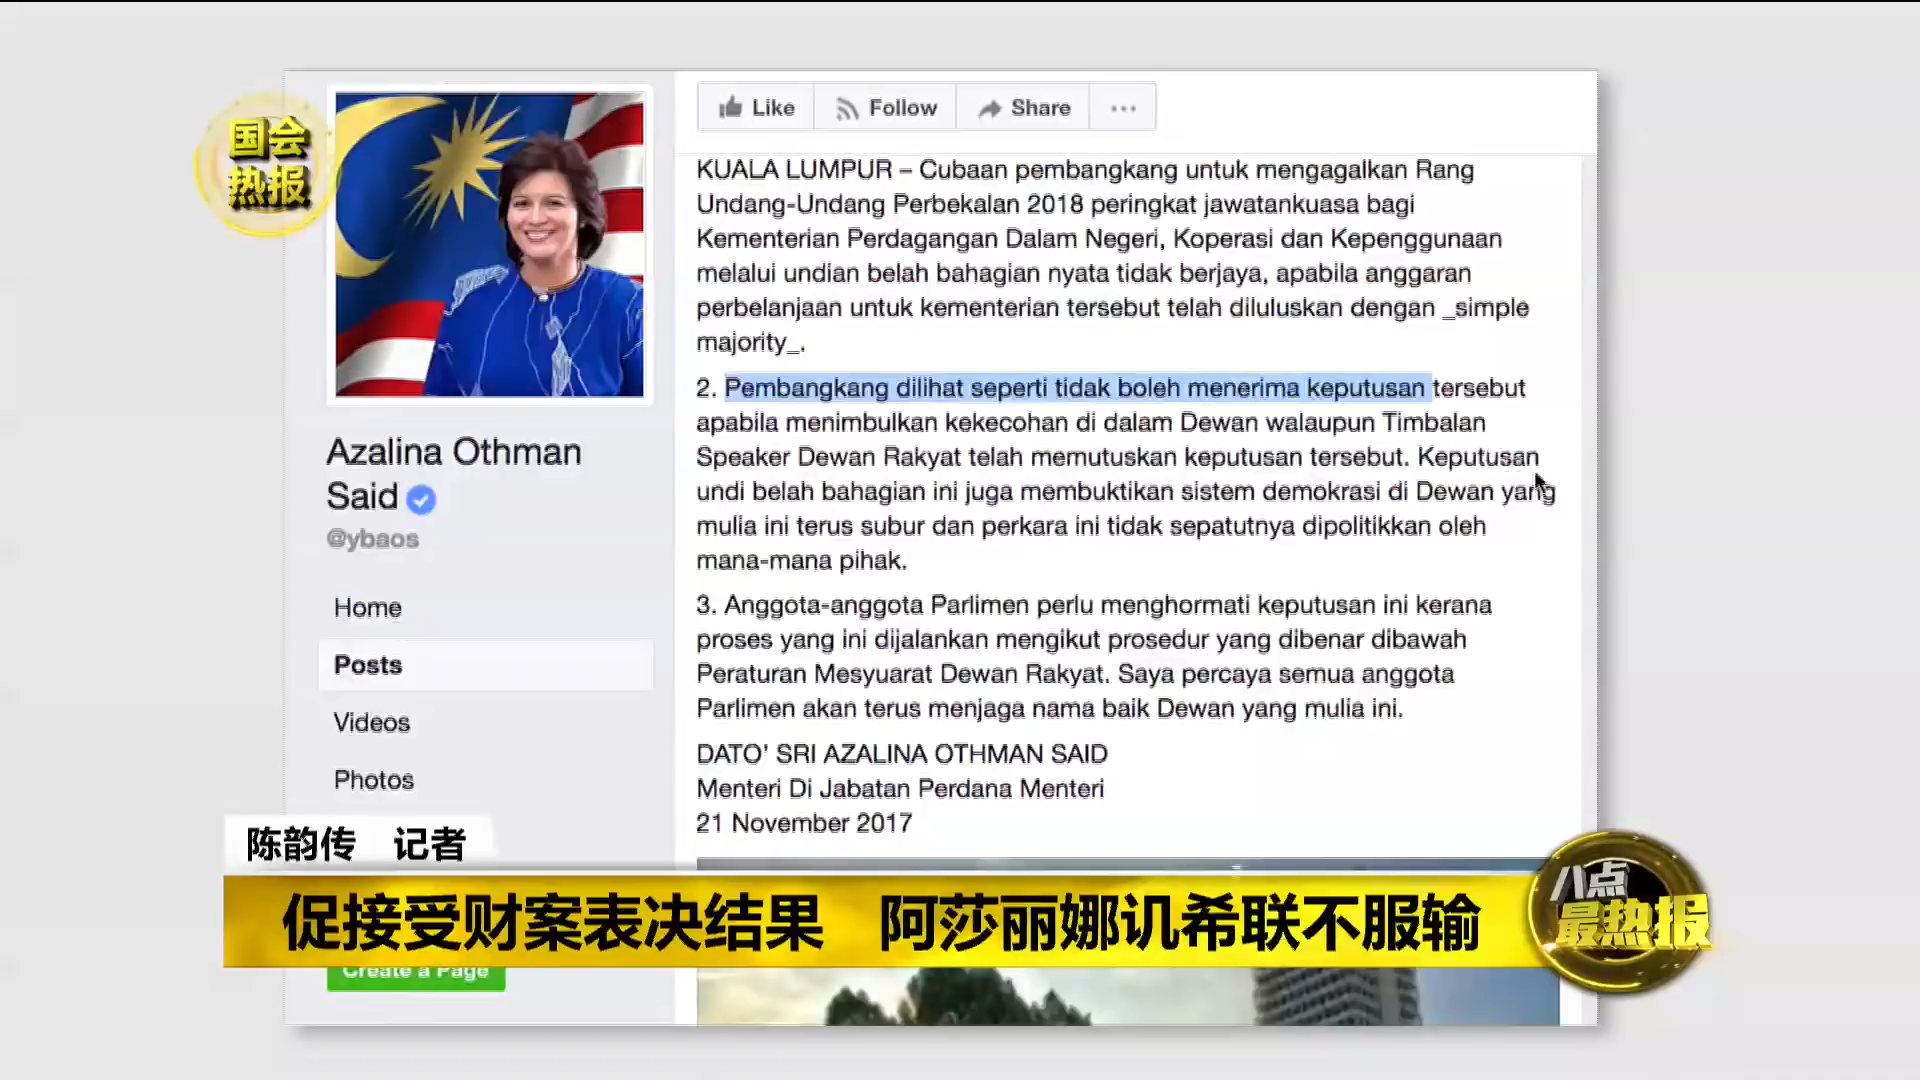 国会
热报
Like
Follow
Share
KUALA LUMPUR – Cubaan pembangkang untuk mengagalkan Rang
Undang-Undang Perbekalan 2018 peringkat jawatankuasa bagi
Kementerian Perdagangan Dalam Negeri, Koperasi dan Kepenggunaan
melalui undian belah bahagian nyata tidak berjaya, apabila anggaran
perbelanjaan untuk kementerian tersebut telah diluluskan dengan _simple
majority_.
2. Pembangkang dilihat seperti tidak boleh menerima keputusan tersebut
apabila menimbulkan kekecohan di dalam Dewan walaupun Timbalan
Speaker Dewan Rakyat telah memutuskan keputusan tersebut. Keputusan
undi belah bahagian ini juga membuktikan sistem demokrasi di Dewan yang
mulia ini terus subur dan perkara ini tidak sepatutnya dipolitikkan oleh
mana-mana pihak.
3. Anggota-anggota Parlimen perlu menghormati keputusan ini kerana
proses yang ini dijalankan mengikut prosedur yang dibenar dibawah
Peraturan Mesyuarat Dewan Rakyat. Saya percaya semua anggota
Parlimen akan terus menjaga nama baik Dewan yang mulia ini.
DATO' SRI AZALINA OTHMAN SAID
Menteri Di Jabatan Perdana Menteri
21 November 2017
Azalina Othman
Said
@ybaos
Home
Posts
Videos
Photos
Create a Page
陈韵传 记者
促接受财案表决结果 阿莎丽娜讥希联不服输
八点
最热报